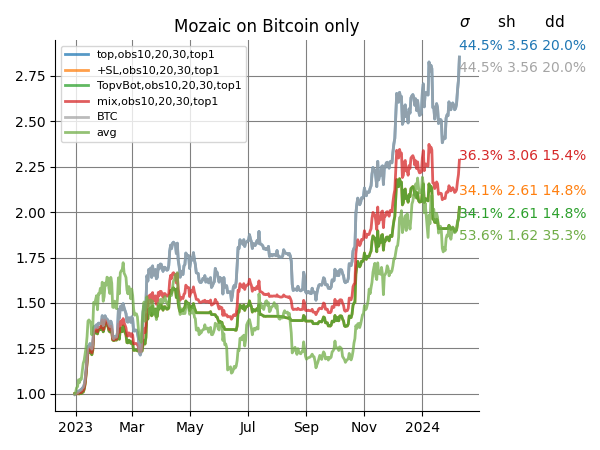 Mozaic on Bitcoin only
σ sh dd
top,obs10,20,30,top1
+SL,obs10,20,30,top1
TopvBot,obs10,20,30,top1
mix,obs10,20,30,top1
BTC
avg
44.5% 3.56 20.0%
44.5% 3.56 20.0%
36.3% 3.06 15.4%
34.1% 2.61 14.8%
34.1% 2.61 14.8%
53.6% 1.62 35.3%
2.75
2.50
2.25
2.00
1.75
1.50
1.25
1.00
2023 Mar May Jul Sep Nov 2024